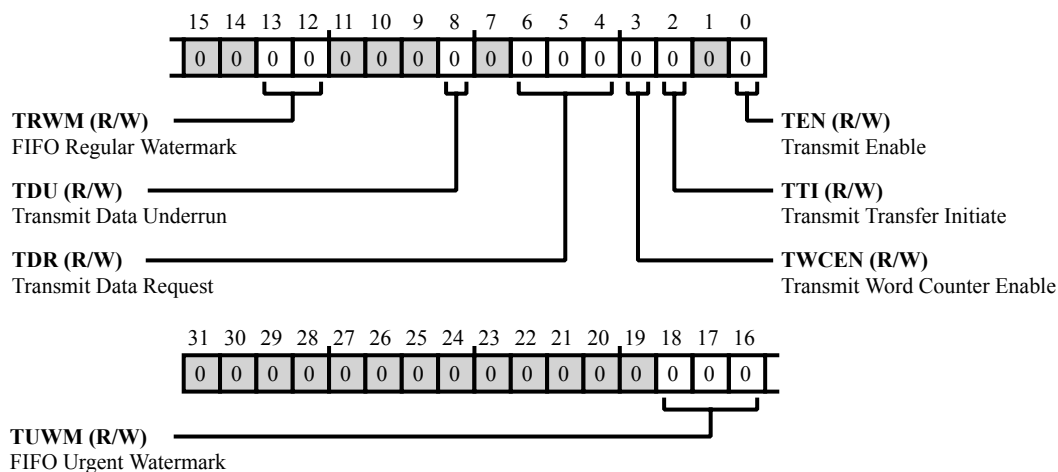 15 14 13 12 11 10 9 8 7 6 5 4 3 2 1 0
0 0 0 0 0 0 0 0 0 0 0 0 0 0 0 0
TRWM (R/W)
FIFO Regular Watermark
TEN (R/W)
Transmit Enable
TDU (R/W)
Transmit Data Underrun
TTI (R/W)
Transmit Transfer Initiate
TDR (R/W)
Transmit Data Request
TWCEN (R/W)
Transmit Word Counter Enable
31 30 29 28 27 26 25 24 23 22 21 20 19 18 17 16
0 0 0 0 0 0 0 0 0 0 0 0 0 0 0 0
TUWM (R/W)
FIFO Urgent Watermark